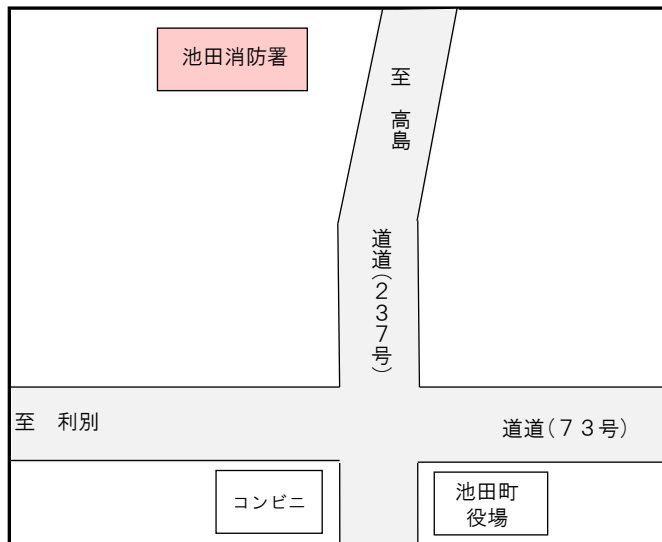 池田消防署
至　高島
道道(２３７号)
至　利別
道道(７３号)
コンビニ
池田町
役場